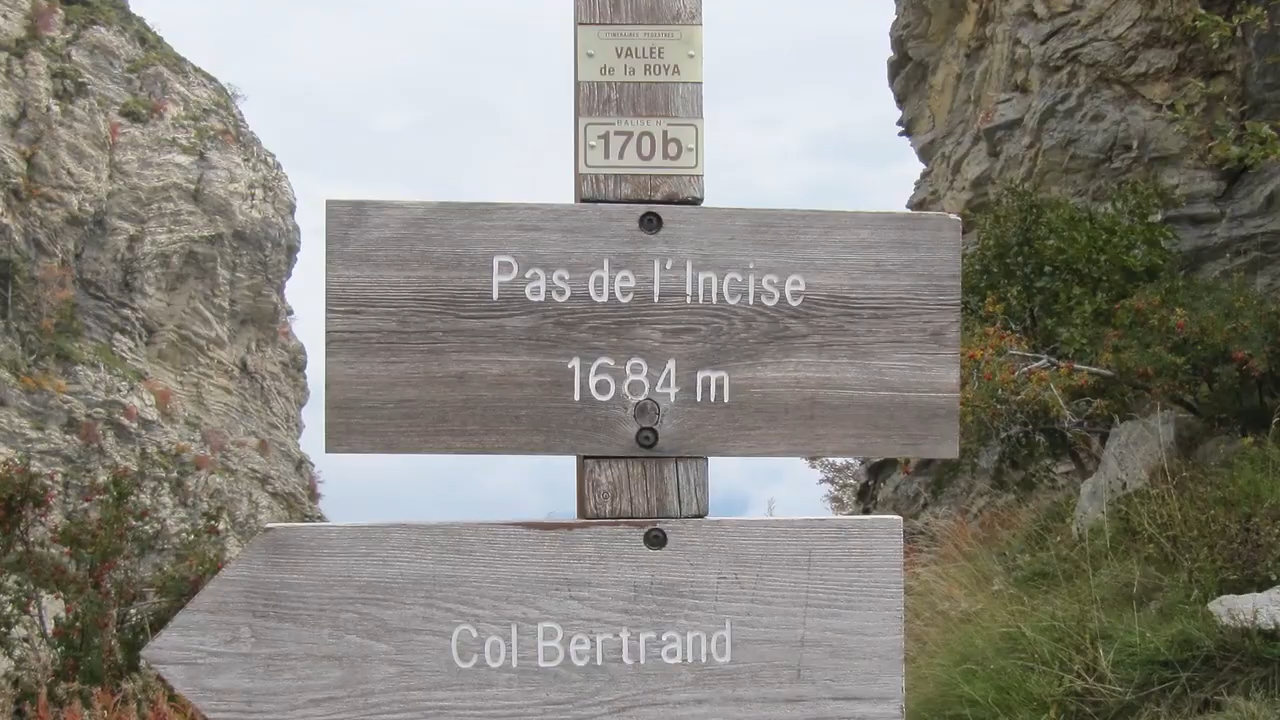 ITINÉRAIRES PÉDESTRES
VALLÉE
de la ROYA
BALISE N°
170b
Pas de l'Incise
1684 m
Col Bertrand